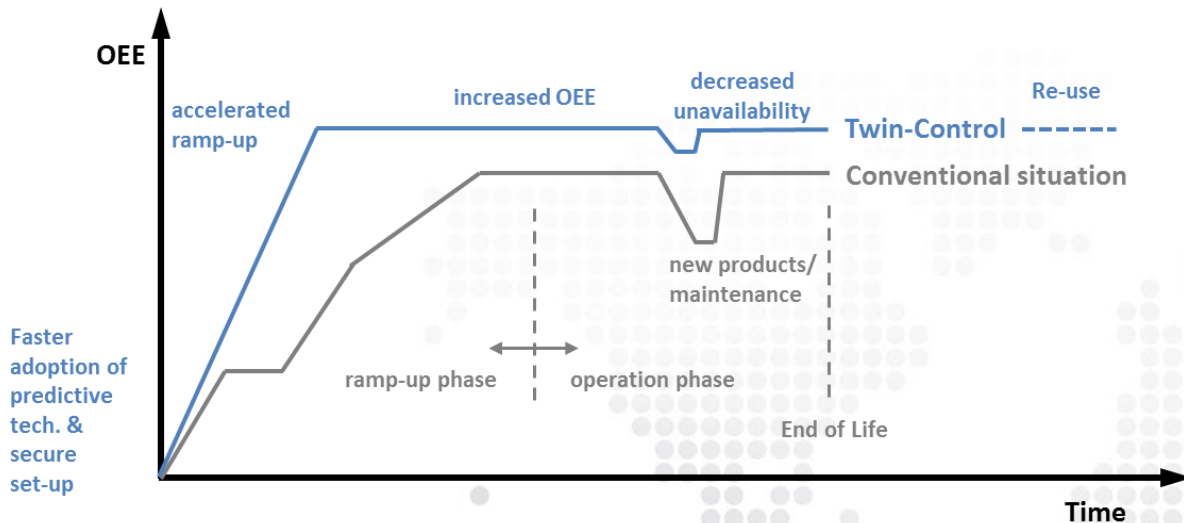 OEE
accelerated
ramp-up
increased OEE
decreased
unavailability
Re-use
Twin-Control
Conventional situation
new products/
maintenance
Faster
adoption of
predictive
tech. &
secure
set-up
ramp-up phase
operation phase
End of Life
Time